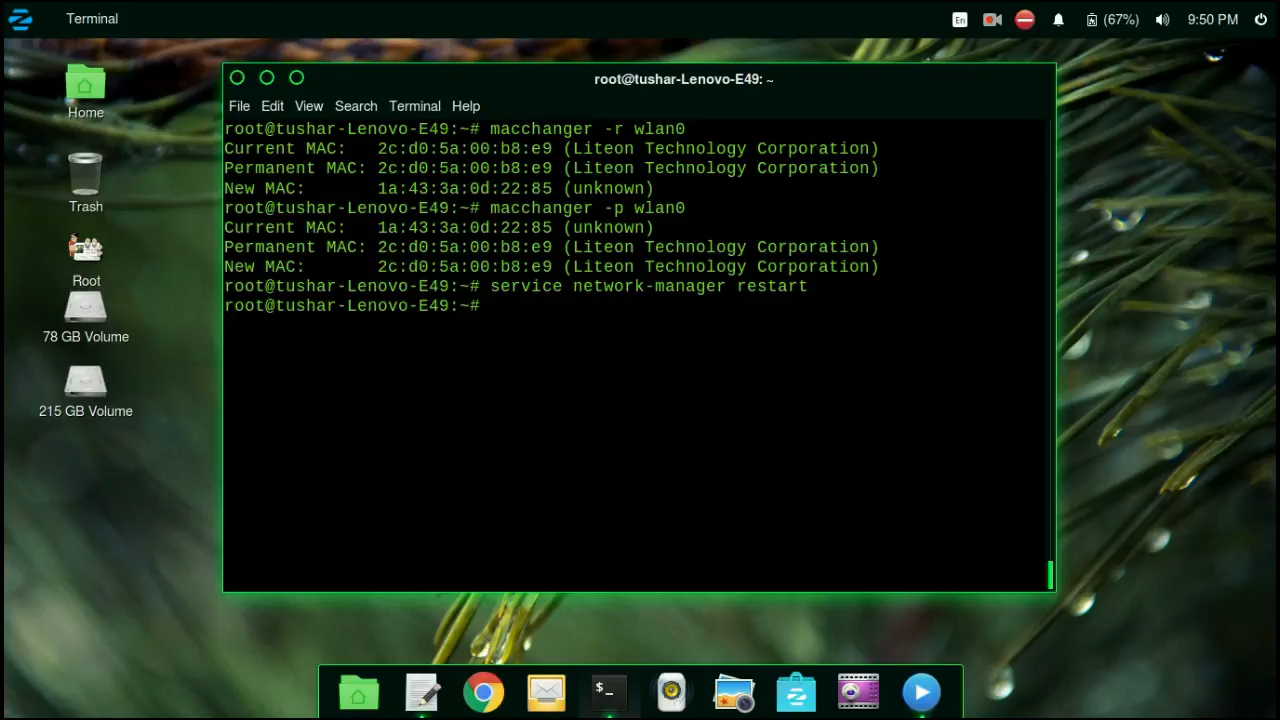 Terminal
En
(67%)
9:50 PM
Home
Trash
Root
78 GB Volume
215 GB Volume
root@tushar-Lenovo-E49: ~
File Edit View Search Terminal Help
root@tushar-Lenovo-E49:~# macchanger -r wlan0
Current MAC:   2c:d0:5a:00:b8:e9 (Liteon Technology Corporation)
Permanent MAC: 2c:d0:5a:00:b8:e9 (Liteon Technology Corporation)
New MAC:       1a:43:3a:0d:22:85 (unknown)
root@tushar-Lenovo-E49:~# macchanger -p wlan0
Current MAC:   1a:43:3a:0d:22:85 (unknown)
Permanent MAC: 2c:d0:5a:00:b8:e9 (Liteon Technology Corporation)
New MAC:       2c:d0:5a:00:b8:e9 (Liteon Technology Corporation)
root@tushar-Lenovo-E49:~# service network-manager restart
root@tushar-Lenovo-E49:~#